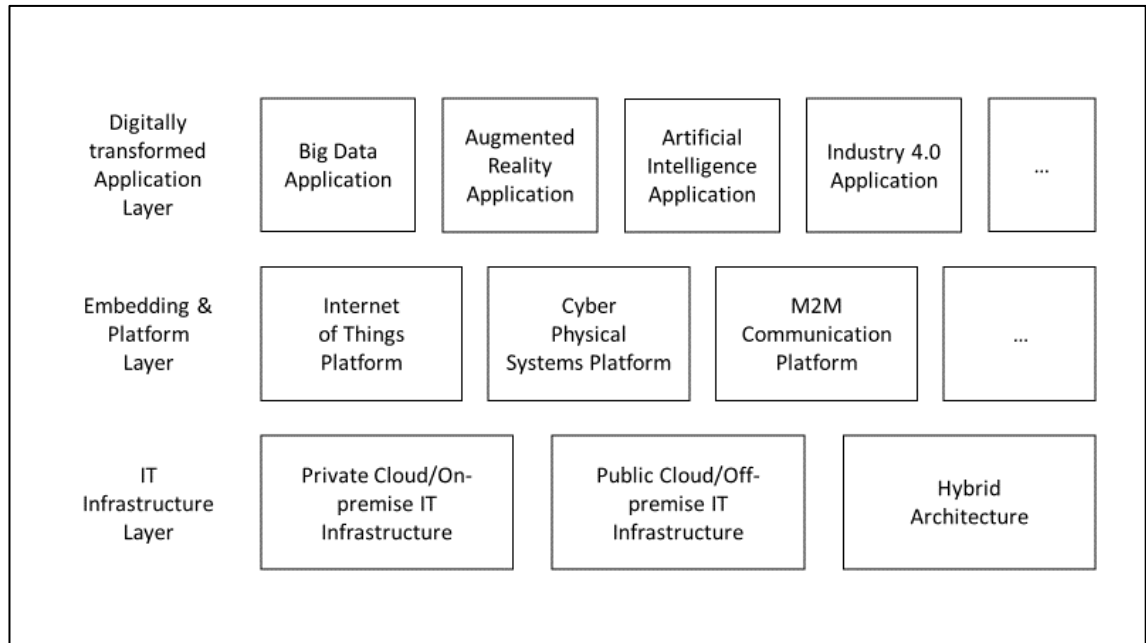 Digitally
transformed
Application
Layer
Big Data
Application
Augmented
Reality
Application
Artificial
Intelligence
Application
Industry 4.0
Application
...
Embedding &
Platform
Layer
Internet
of Things
Platform
Cyber
Physical
Systems Platform
M2M
Communication
Platform
...
IT
Infrastructure
Layer
Private Cloud/On-
premise IT
Infrastructure
Public Cloud/Off-
premise IT
Infrastructure
Hybrid
Architecture